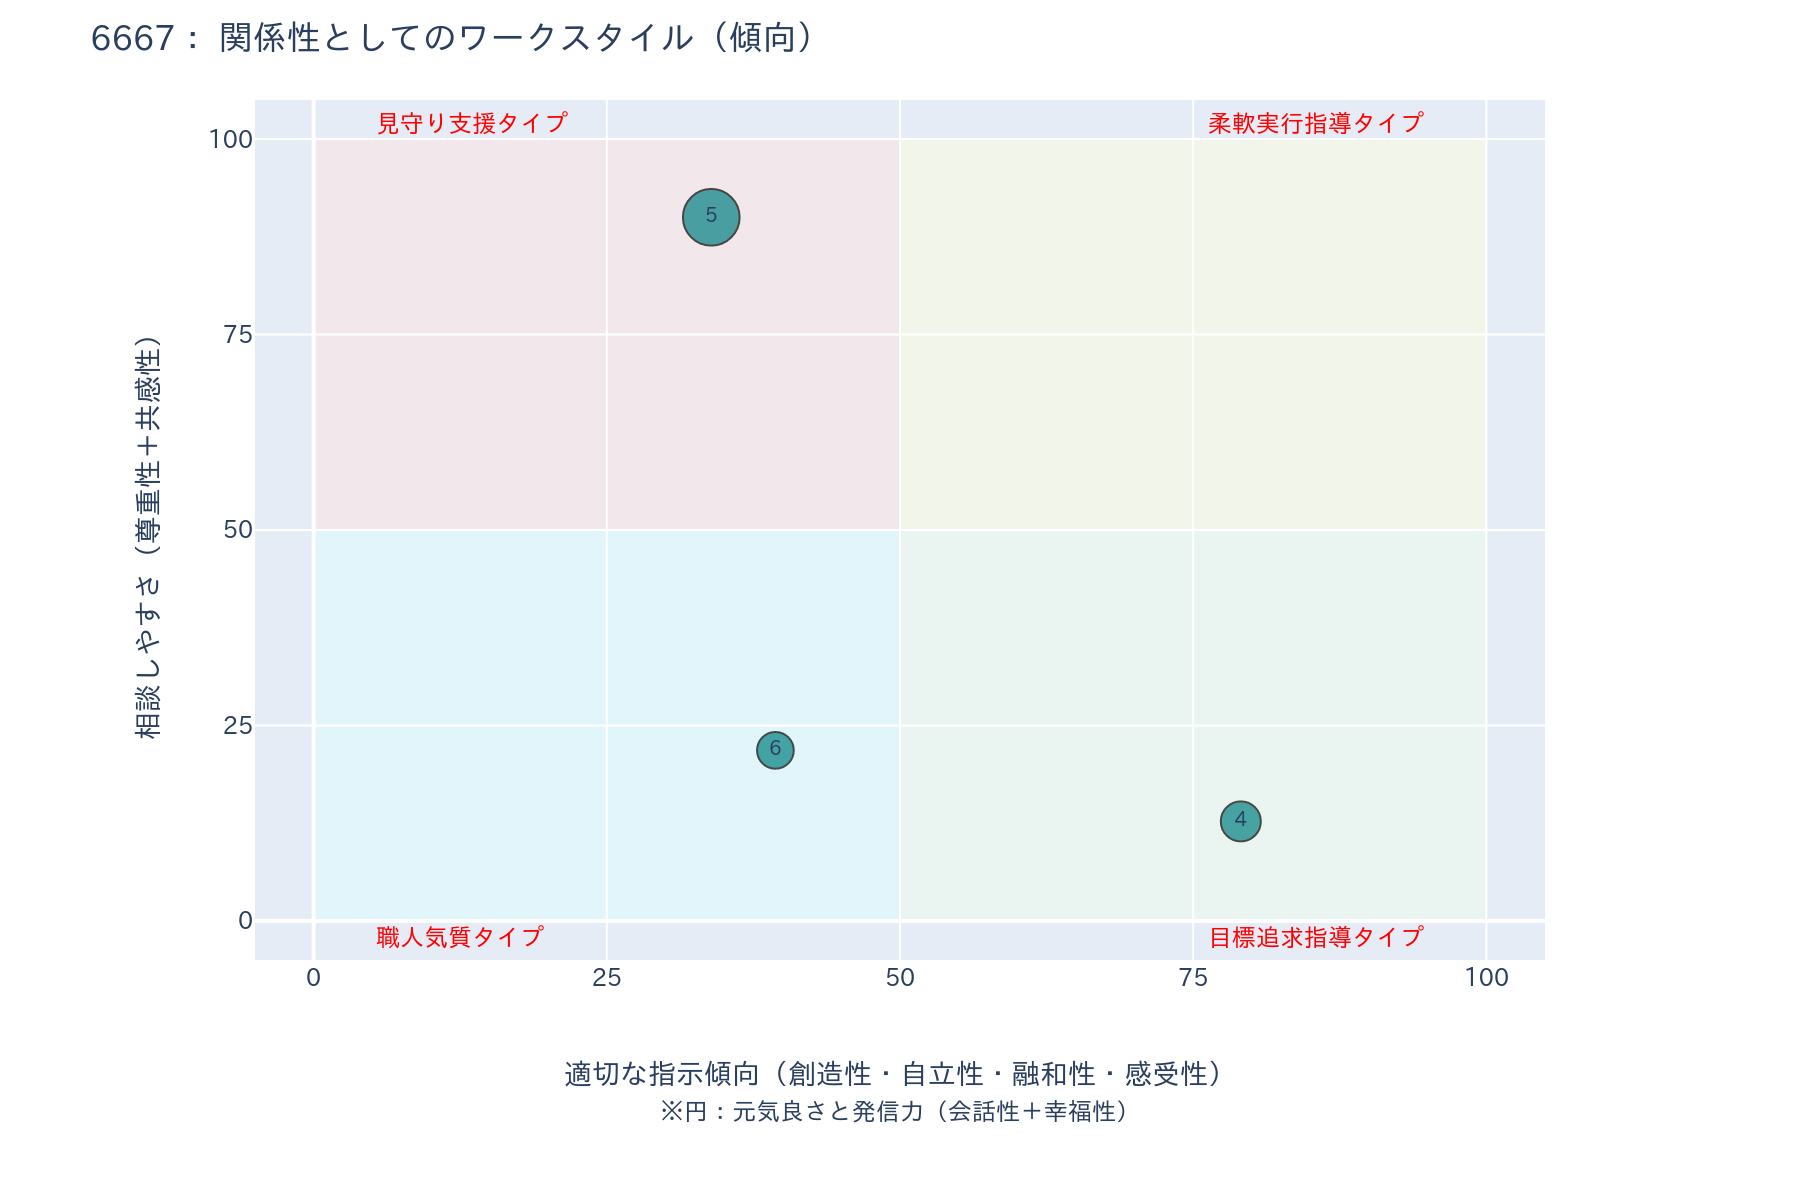 6667： 関係性としてのワークスタイル（傾向）
見守り支援タイプ
柔軟実行指導タイプ
100
5
75
相談しやすさ（尊重性＋共感性）
50
25
6
4
0
職人気質タイプ
目標追求指導タイプ
0
25
50
75
100
適切な指示傾向（創造性・自立性・融和性・感受性）
※円：元気良さと発信力（会話性＋幸福性）